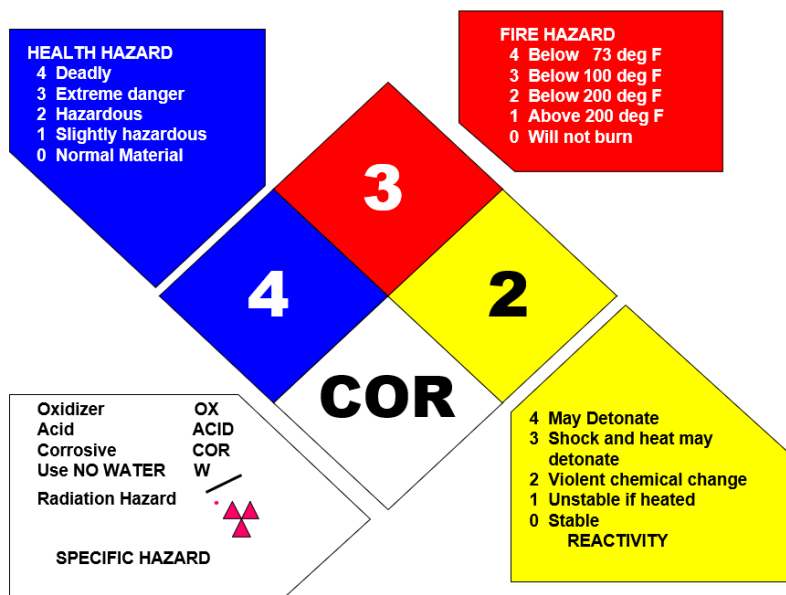 HEALTH HAZARD
4 Deadly
3 Extreme danger
2 Hazardous
1 Slightly hazardous
0 Normal Material
FIRE HAZARD
4 Below 73 deg F
3 Below 100 deg F
2 Below 200 deg F
1 Above 200 deg F
0 Will not burn
3
4
2
COR
Oxidizer OX
Acid ACID
Corrosive COR
Use NO WATER W
Radiation Hazard
SPECIFIC HAZARD
4 May Detonate
3 Shock and heat may
detonate
2 Violent chemical change
1 Unstable if heated
0 Stable
REACTIVITY